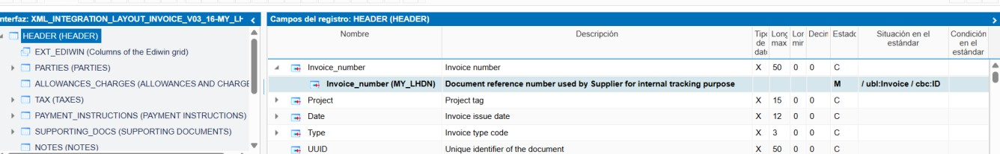 nterfaz: XML_INTEGRATION_LAYOUT_INVOICE_V03_16-MY_LH
HEADER (HEADER)
EXT_EDIWIN (Columns of the Ediwin grid)
PARTIES (PARTIES)
ALLOWANCES_CHARGES (ALLOWANCES AND CHARGE
TAX (TAXES)
PAYMENT_INSTRUCTIONS (PAYMENT INSTRUCTIONS)
SUPPORTING_DOCS (SUPPORTING DOCUMENTS)
NOTES (NOTES)
Campos del registro: HEADER (HEADER)
Nombre Descripción Tipo de dato Long max Lor mir Decin Estado Situación en el estándar Condición en el estándar
Invoice_number Invoice number X 50 0 0 C
Invoice_number (MY_LHDN) Document reference number used by Supplier for internal tracking purpose M / ubl:Invoice / cbc:ID
Project Project tag X 15 0 0 C
Date Invoice issue date X 12 0 0 C
Type Invoice type code X 3 0 0 C
UUID Unique identifier of the document X 50 0 0 C